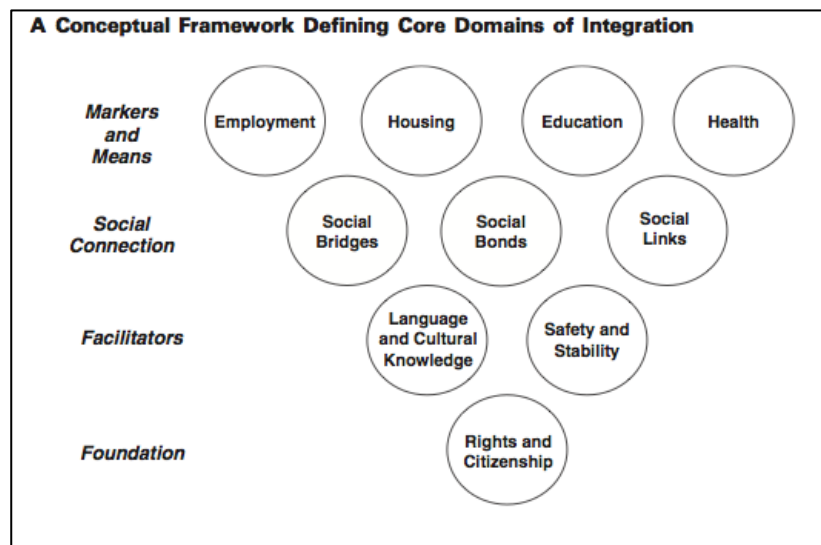 A Conceptual Framework Defining Core Domains of Integration
Markers
and
Means
Employment
Housing
Education
Health
Social
Connection
Social
Bridges
Social
Bonds
Social
Links
Facilitators
Language
and Cultural
Knowledge
Safety and
Stability
Foundation
Rights and
Citizenship